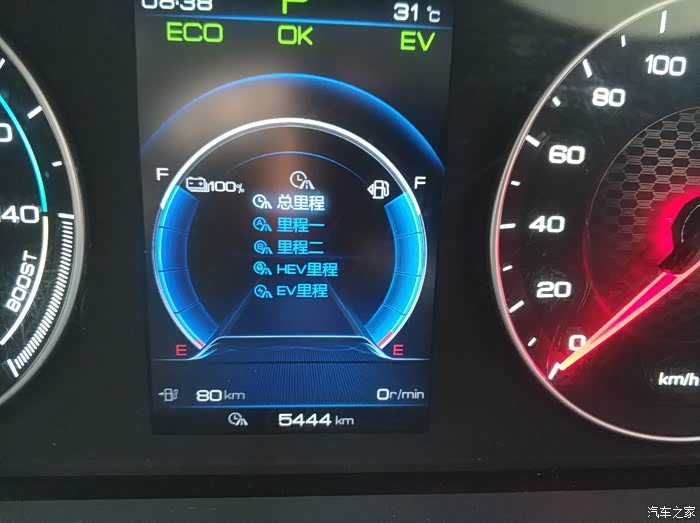 08:38 P 31℃
ECO OK EV
F 100% F
总里程
里程一
里程二
HEV里程
EV里程
E E
80 km 0r/min
5444 km
140
BOOST
100
80
60
40
20
0
km/h
汽车之家